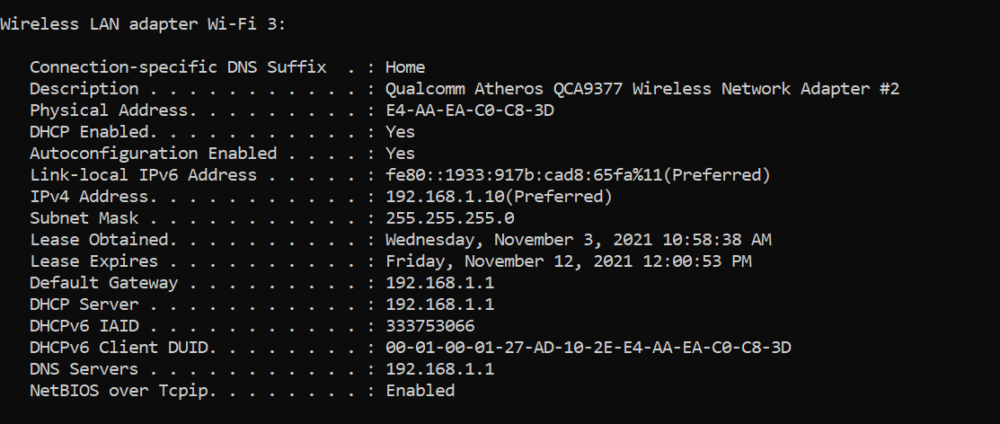 Wireless LAN adapter Wi-Fi 3:
Connection-specific DNS Suffix  . : Home
Description . . . . . . . . . . . : Qualcomm Atheros QCA9377 Wireless Network Adapter #2
Physical Address. . . . . . . . . : E4-AA-EA-C0-C8-3D
DHCP Enabled. . . . . . . . . . . : Yes
Autoconfiguration Enabled . . . . : Yes
Link-local IPv6 Address . . . . . : fe80::1933:917b:cad8:65fa%11(Preferred)
IPv4 Address. . . . . . . . . . . : 192.168.1.10(Preferred)
Subnet Mask . . . . . . . . . . . : 255.255.255.0
Lease Obtained. . . . . . . . . . : Wednesday, November 3, 2021 10:58:38 AM
Lease Expires . . . . . . . . . . : Friday, November 12, 2021 12:00:53 PM
Default Gateway . . . . . . . . . : 192.168.1.1
DHCP Server . . . . . . . . . . . : 192.168.1.1
DHCPv6 IAID . . . . . . . . . . . : 333753066
DHCPv6 Client DUID. . . . . . . . : 00-01-00-01-27-AD-10-2E-E4-AA-EA-C0-C8-3D
DNS Servers . . . . . . . . . . . : 192.168.1.1
NetBIOS over Tcpip. . . . . . . . : Enabled